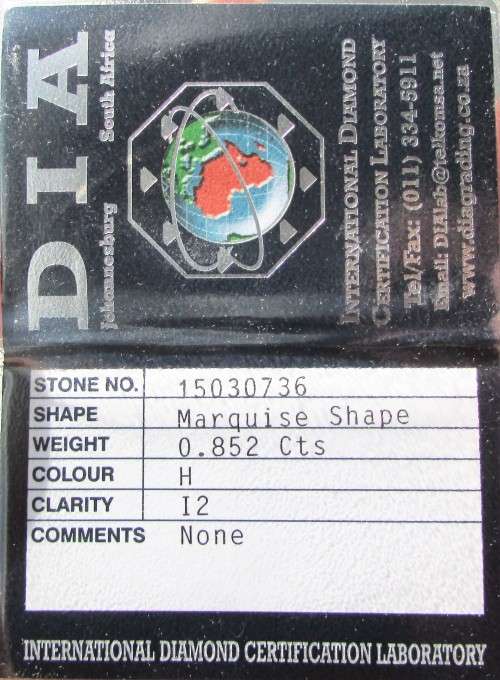 DIA
Johannesburg South Africa
INTERNATIONAL DIAMOND
CERTIFICATION LABORATORY
Tel/Fax: (011) 334-5911
Email: DIAlab@telkomsa.net
www.diagrading.co.za
STONE NO. 15030736
SHAPE Marquise Shape
WEIGHT 0.852 Cts
COLOUR H
CLARITY I2
COMMENTS None
INTERNATIONAL DIAMOND CERTIFICATION LABORATORY